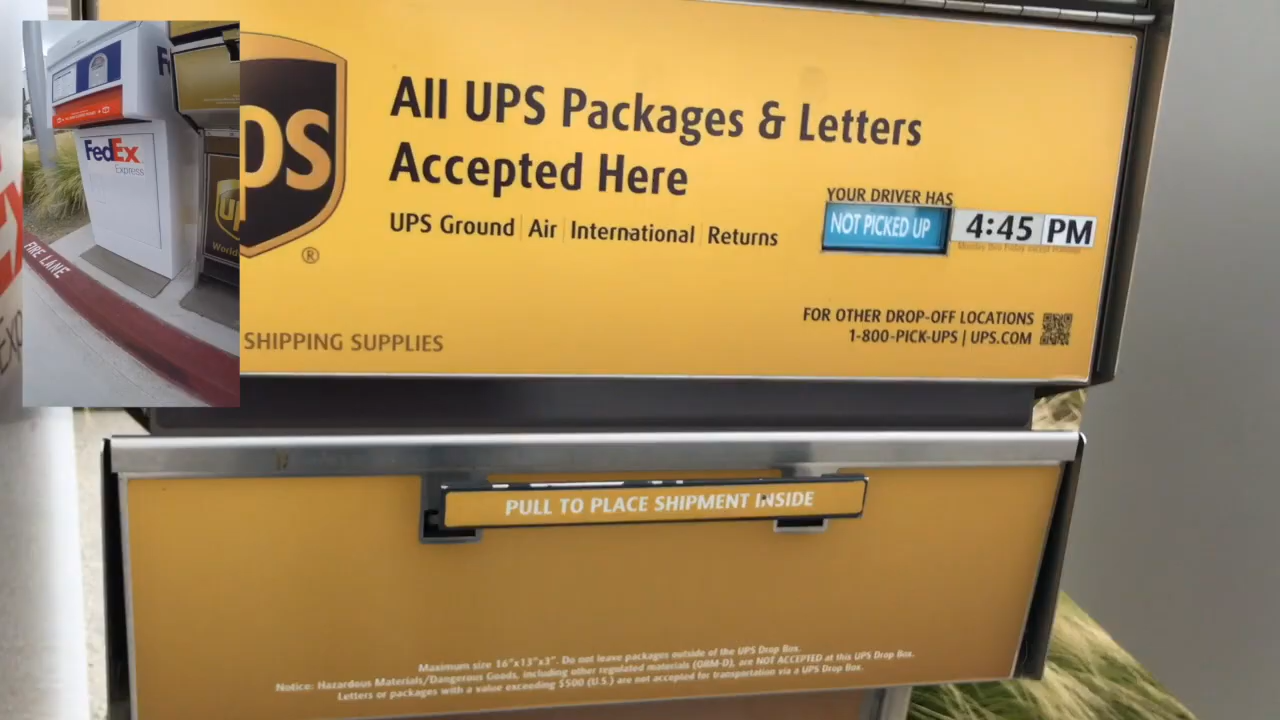 All UPS Packages & Letters
Accepted Here
UPS Ground | Air | International | Returns
YOUR DRIVER HAS
NOT PICKED UP 4:45 PM
FOR OTHER DROP-OFF LOCATIONS
1-800-PICK-UPS | UPS.COM
SHIPPING SUPPLIES
PULL TO PLACE SHIPMENT INSIDE
Maximum size 16"x13"x3". Do not leave packages outside of the UPS Drop Box.
Notice: Hazardous Materials/Dangerous Goods, including other regulated materials (ORM-D), are NOT ACCEPTED at this UPS Drop Box.
Letters or packages with a value exceeding $500 (U.S.) are not accepted for transportation via a UPS Drop Box.
FedEx
Express
FIRE LANE